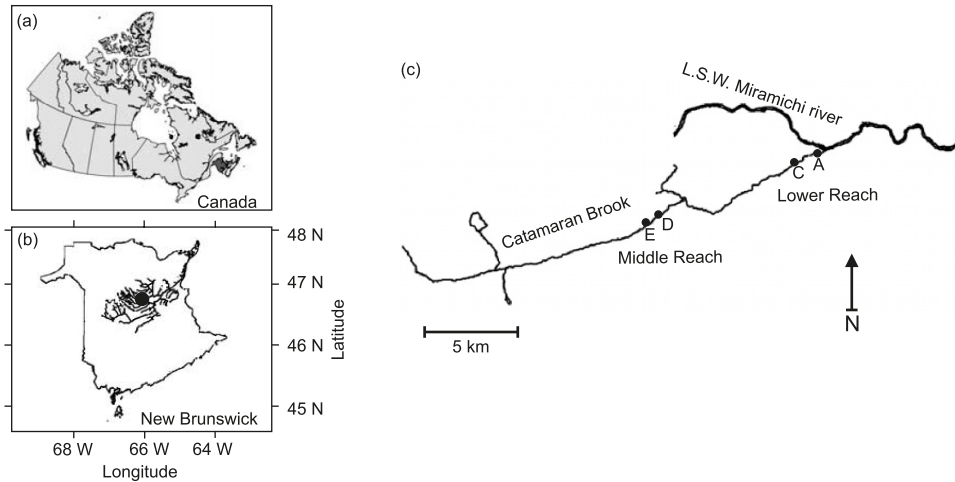 (a)
Canada
(b)
48 N
47 N
46 N
45 N
Latitude
New Brunswick
68 W 66 W 64 W
Longitude
(c)
L.S.W. Miramichi river
A
C
Lower Reach
Catamaran Brook
D
E
Middle Reach
5 km
N